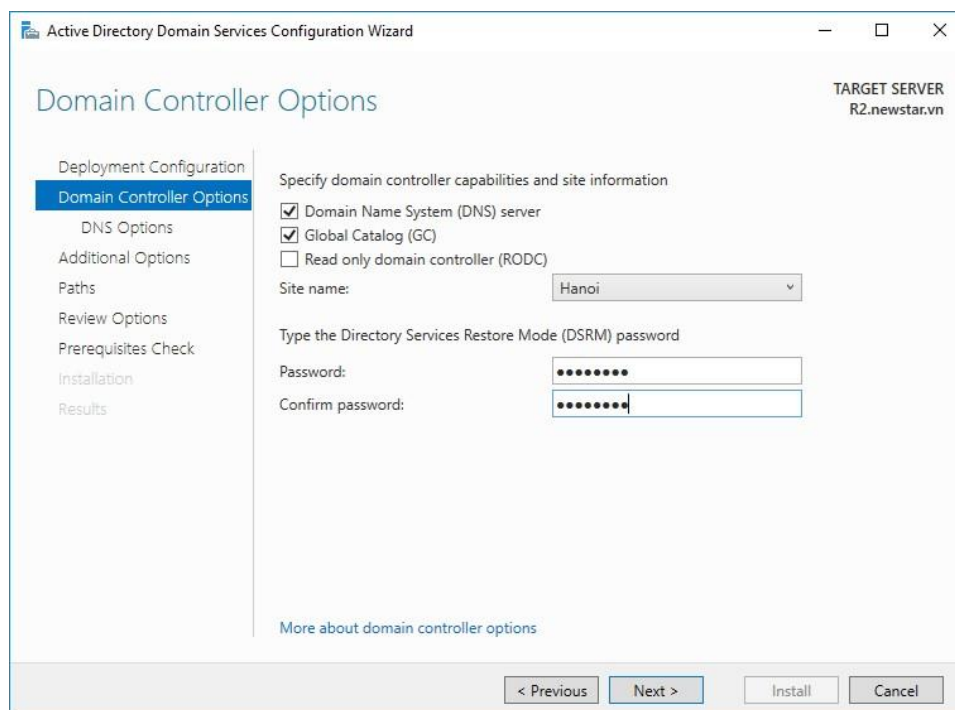 Active Directory Domain Services Configuration Wizard
Domain Controller Options
TARGET SERVER
R2.newstar.vn
Deployment Configuration
Domain Controller Options
DNS Options
Additional Options
Paths
Review Options
Prerequisites Check
Installation
Results
Specify domain controller capabilities and site information
Domain Name System (DNS) server
Global Catalog (GC)
Read only domain controller (RODC)
Site name: Hanoi
Type the Directory Services Restore Mode (DSRM) password
Password: ●●●●●●●●
Confirm password: ●●●●●●●●
More about domain controller options
< Previous Next > Install Cancel